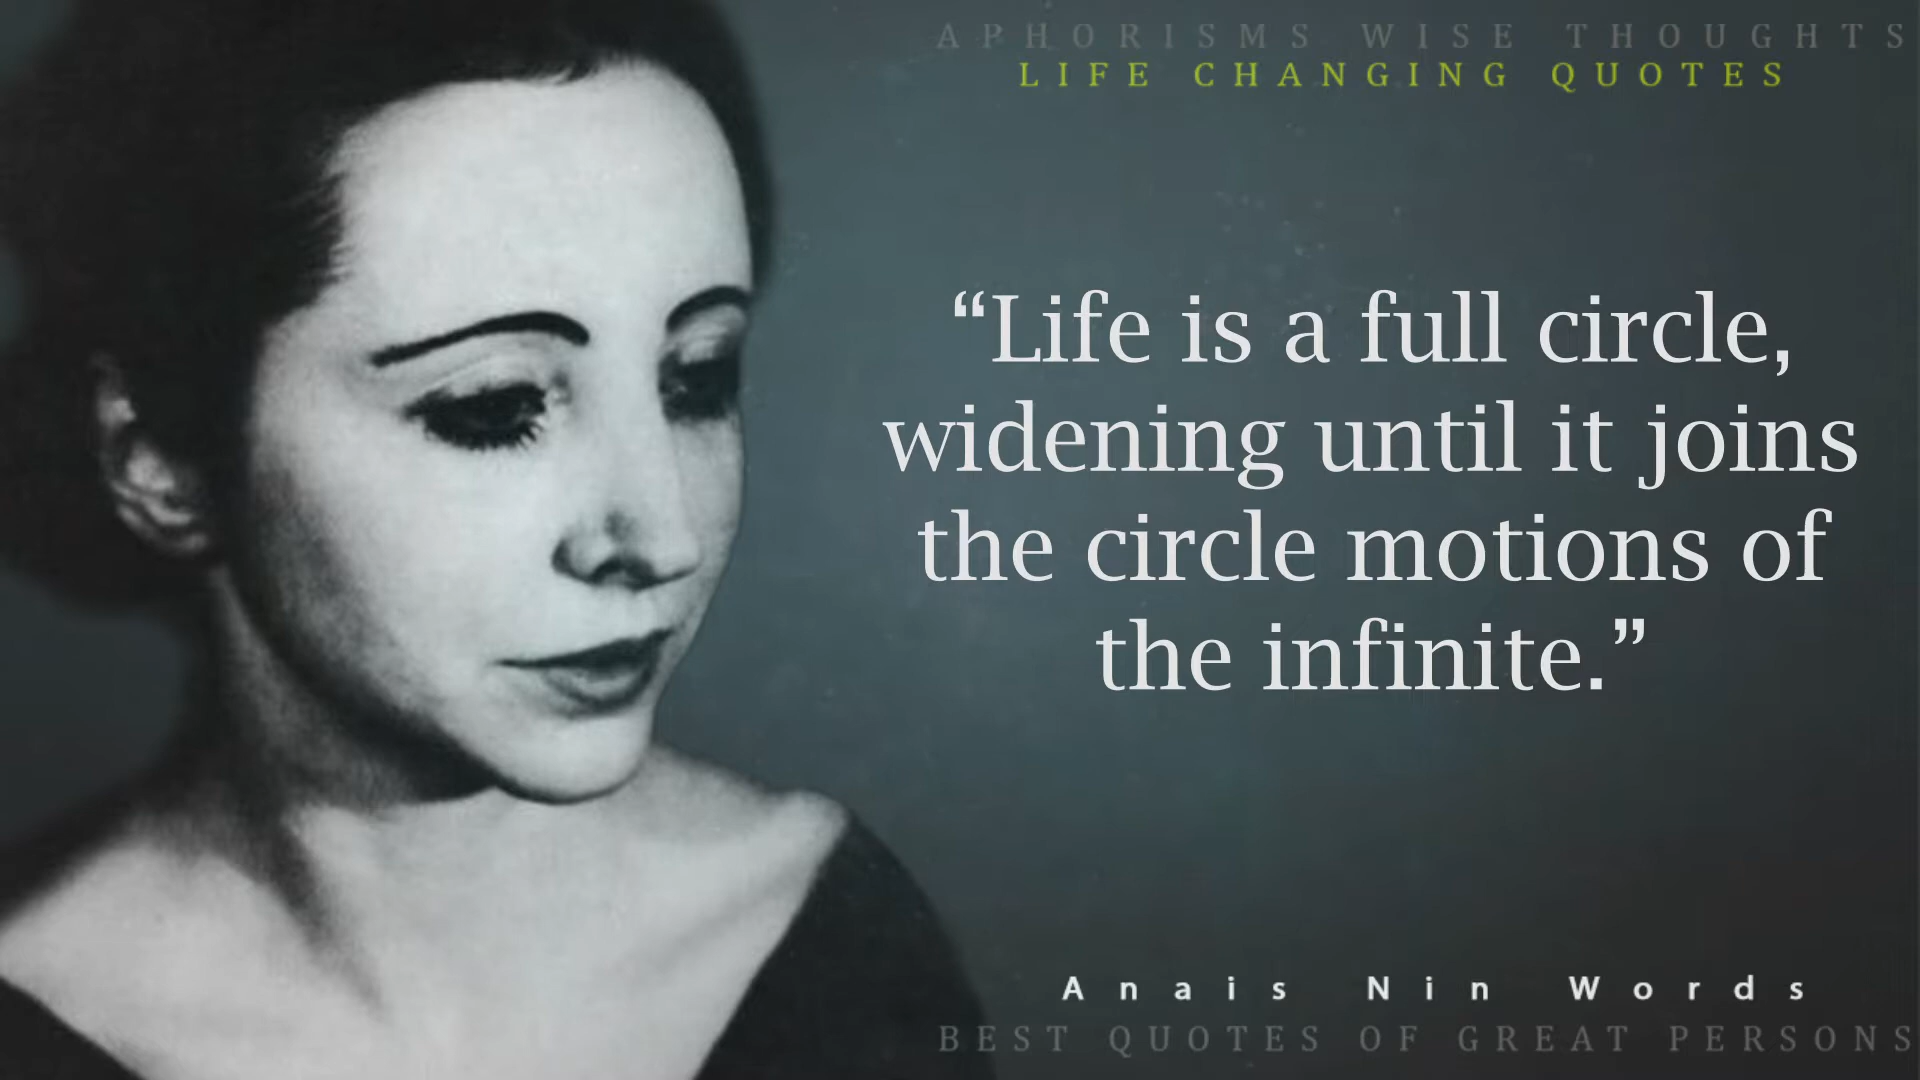 APHORISMS WISE THOUGHTS
LIFE CHANGING QUOTES
“Life is a full circle,
widening until it joins
the circle motions of
the infinite.”
Anais Nin Words
BEST QUOTES OF GREAT PERSONS